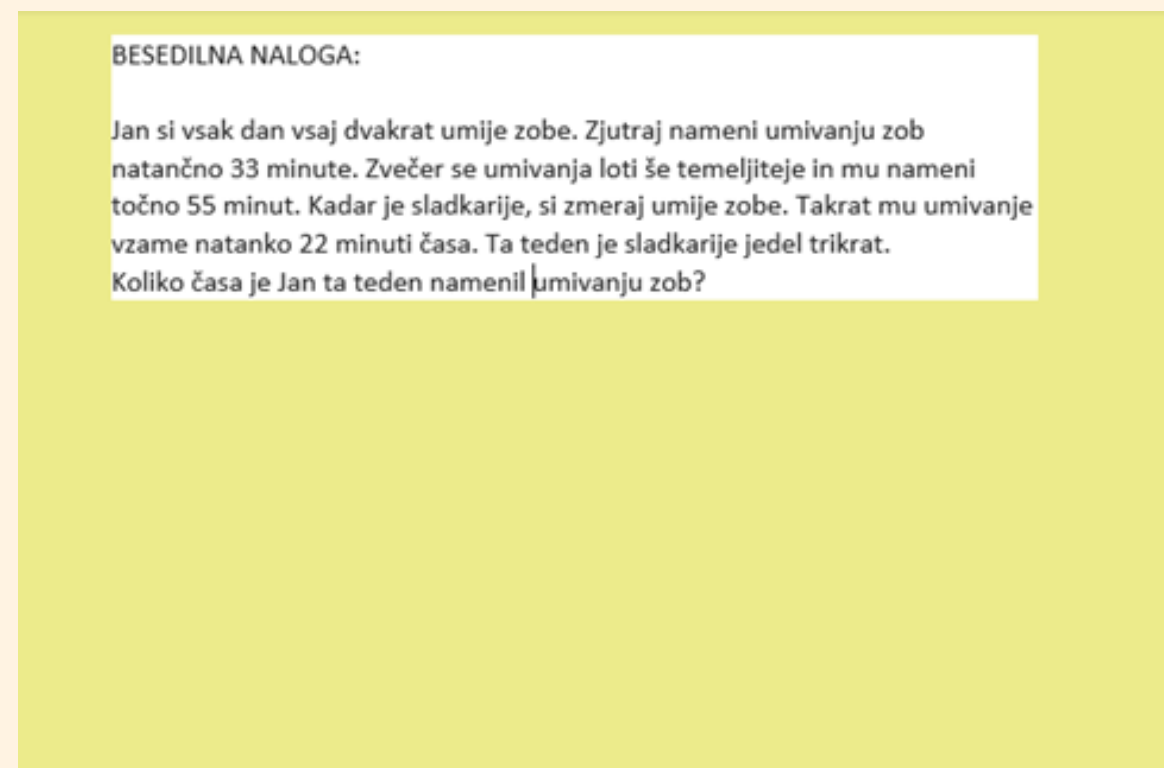 BESEDILNA NALOGA:
Jan si vsak dan vsaj dvakrat umije zobe. Zjutraj nameni umivanju zob
natančno 33 minute. Zvečer se umivanja loti še temeljiteje in mu nameni
točno 55 minut. Kadar je sladkarije, si zmeraj umije zobe. Takrat mu umivanje
vzame natanko 22 minuti časa. Ta teden je sladkarije jedel trikrat.
Koliko časa je Jan ta teden namenil umivanju zob?